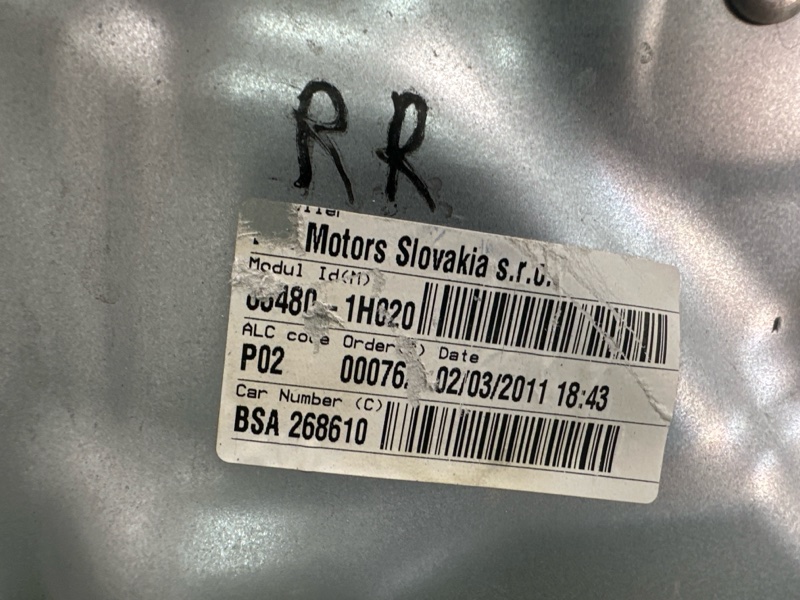 RR
Motors Slovakia s.r.o.
Modul Id(M)
-1H020
ALC code Order Date
P02 02/03/2011 18:43
Car Number (C)
BSA 268610